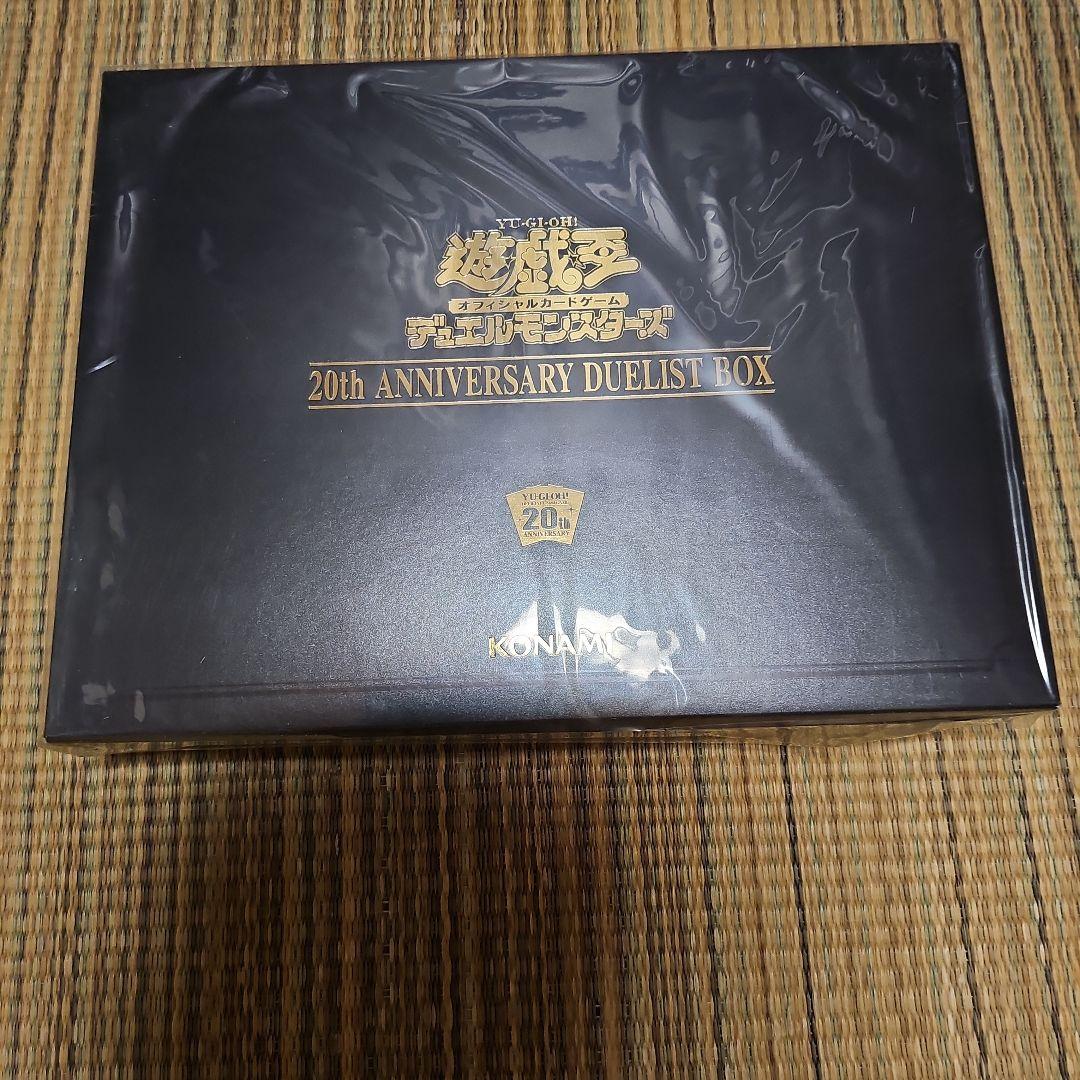 YU-GI-OH!
遊戯王
オフィシャルカードゲーム
デュエルモンスターズ
20th ANNIVERSARY DUELIST BOX
YU-GI-OH!
20th
ANNIVERSARY
KONAMI